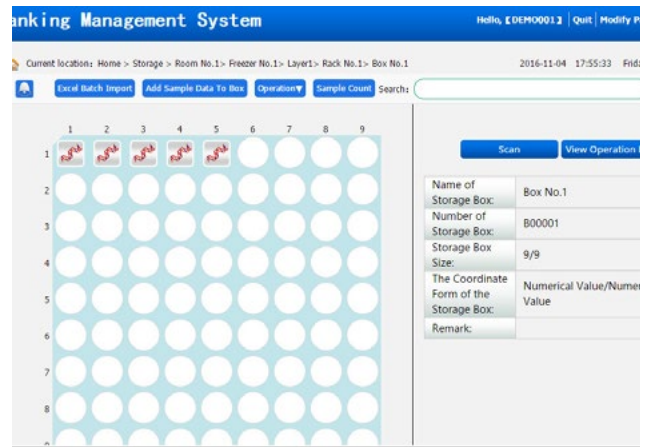 anking Management System
Hello, 【DEMO001】 Quit Modify P
Current location: Home > Storage > Room No.1> Freezer No.1> Layer1> Rack No.1> Box No.1
2016-11-04 17:55:33 Frid
Excel Batch Import Add Sample Data To Box Operation▼ Sample Count Search:
1 2 3 4 5 6 7 8 9
1
2
3
4
5
6
7
8
9
Scan View Operation
Name of
Storage Box: Box No.1
Number of
Storage Box: B00001
Storage Box
Size: 9/9
The Coordinate
Form of the
Storage Box: Numerical Value/Numer
Value
Remark: